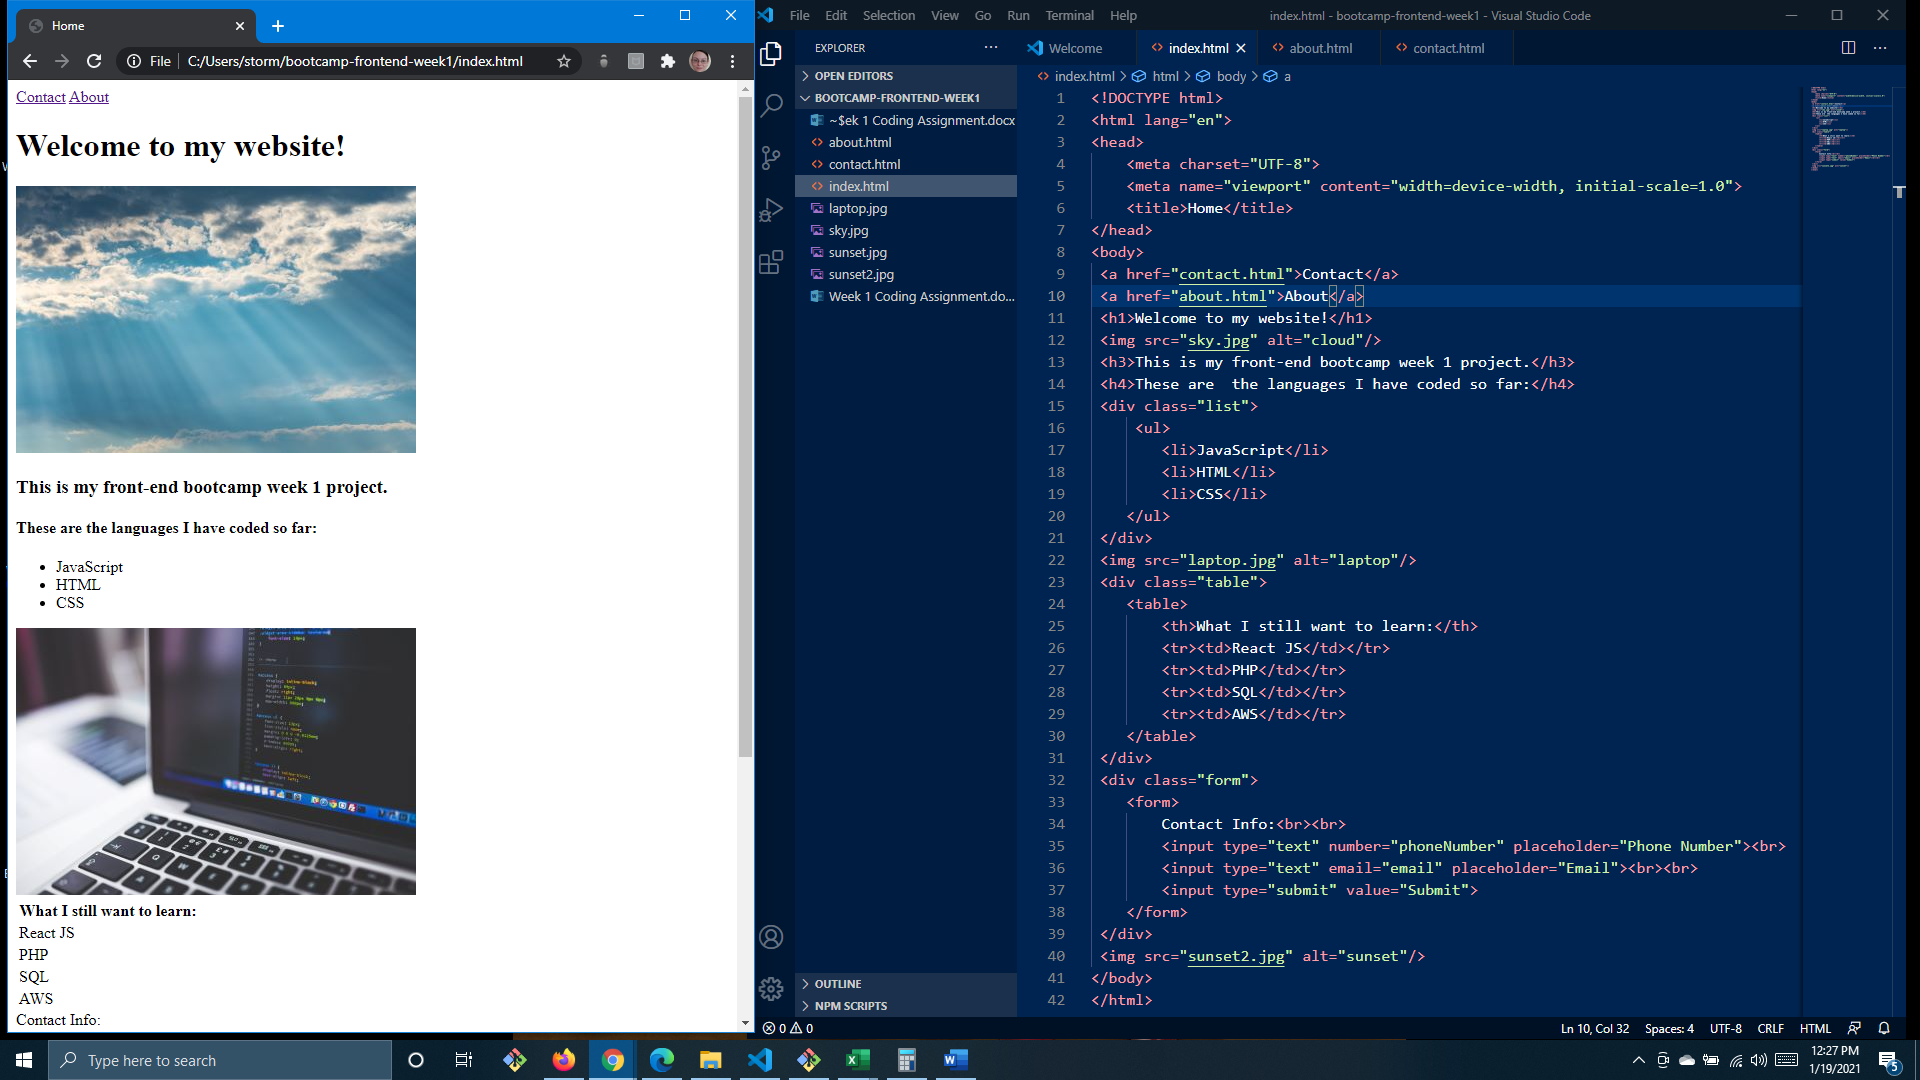 Home
File C:/Users/storm/bootcamp-frontend-week1/index.html
Contact About
Welcome to my website!
This is my front-end bootcamp week 1 project.
These are the languages I have coded so far:
JavaScript
HTML
CSS
What I still want to learn:
React JS
PHP
SQL
AWS
Contact Info:
File Edit Selection View Go Run Terminal Help
index.html - bootcamp-frontend-week1 - Visual Studio Code
EXPLORER
OPEN EDITORS
BOOTCAMP-FRONTEND-WEEK1
~$ek 1 Coding Assignment.docx
about.html
contact.html
index.html
laptop.jpg
sky.jpg
sunset.jpg
sunset2.jpg
Week 1 Coding Assignment.do...
OUTLINE
NPM SCRIPTS
Welcome index.html about.html contact.html
index.html > html > body > a
1 <!DOCTYPE html>
2 <html lang="en">
3 <head>
4 <meta charset="UTF-8">
5 <meta name="viewport" content="width=device-width, initial-scale=1.0">
6 <title>Home</title>
7 </head>
8 <body>
9 <a href="contact.html">Contact</a>
10 <a href="about.html">About</a>
11 <h1>Welcome to my website!</h1>
12 <img src="sky.jpg" alt="cloud"/>
13 <h3>This is my front-end bootcamp week 1 project.</h3>
14 <h4>These are  the languages I have coded so far:</h4>
15 <div class="list">
16 <ul>
17 <li>JavaScript</li>
18 <li>HTML</li>
19 <li>CSS</li>
20 </ul>
21 </div>
22 <img src="laptop.jpg" alt="laptop"/>
23 <div class="table">
24 <table>
25 <th>What I still want to learn:</th>
26 <tr><td>React JS</td></tr>
27 <tr><td>PHP</td></tr>
28 <tr><td>SQL</td></tr>
29 <tr><td>AWS</td></tr>
30 </table>
31 </div>
32 <div class="form">
33 <form>
34 Contact Info:<br><br>
35 <input type="text" number="phoneNumber" placeholder="Phone Number"><br>
36 <input type="text" email="email" placeholder="Email"><br><br>
37 <input type="submit" value="Submit">
38 </form>
39 </div>
40 <img src="sunset2.jpg" alt="sunset"/>
41 </body>
42 </html>
0 0
Ln 10, Col 32 Spaces: 4 UTF-8 CRLF HTML
Type here to search
12:27 PM
1/19/2021
5